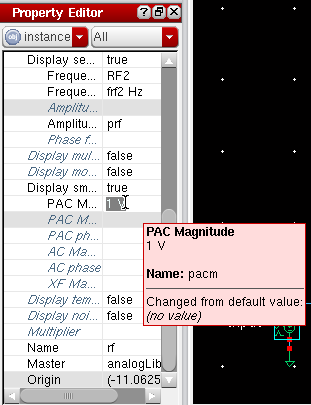 Property Editor
instance All
Display se... true
Freque... RF2
Freque... frf2 Hz
Amplitu...
Amplitu... prf
Phase f...
Display mul... false
Display mo... false
Display sm... true
PAC M... 1 V
PAC M...
PAC ph...
AC Ma...
AC phase
XF Ma...
Display tem... false
Display noi... false
Multiplier
Name rf
Master analogLib
Origin (-11.0625
PAC Magnitude
1 V
Name: pacm
Changed from default value:
(no value)